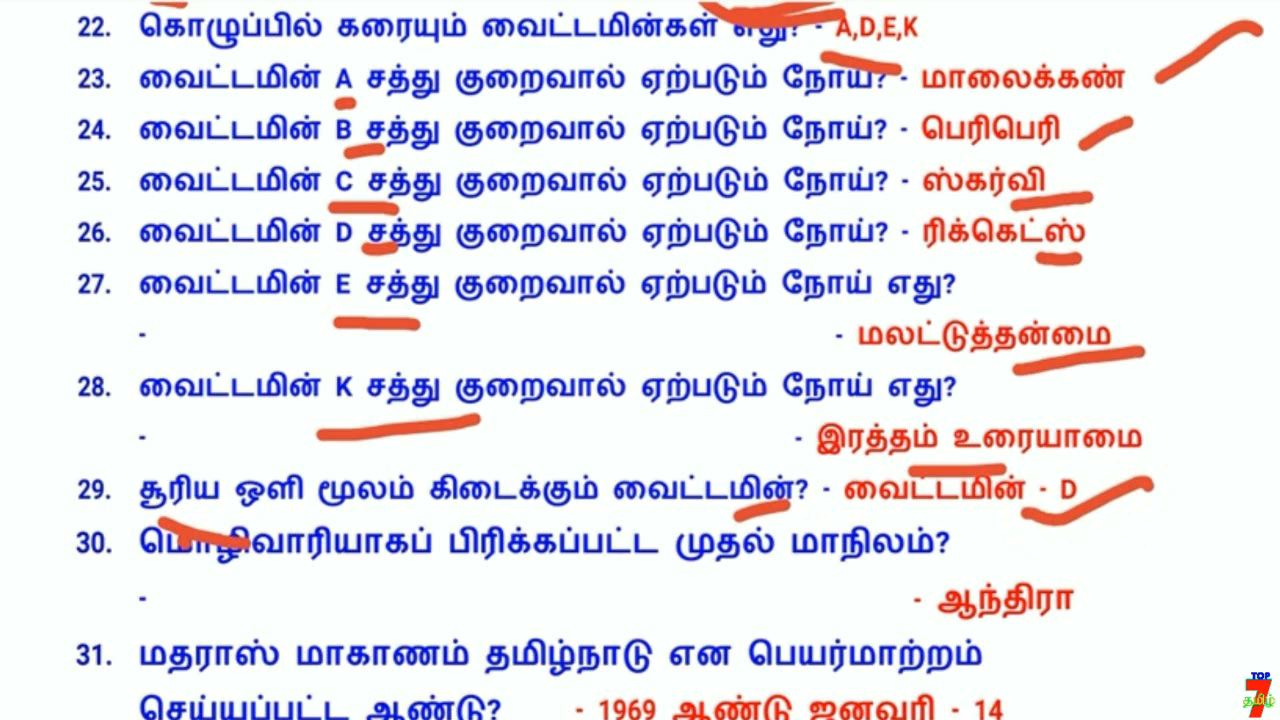 22. கொழுப்பில் கரையும் வைட்டமின்கள் எது? - A,D,E,K
23. வைட்டமின் A சத்து குறைவால் ஏற்படும் நோய்? - மாலைக்கண்
24. வைட்டமின் B சத்து குறைவால் ஏற்படும் நோய்? - பெரிபெரி
25. வைட்டமின் C சத்து குறைவால் ஏற்படும் நோய்? - ஸ்கர்வி
26. வைட்டமின் D சத்து குறைவால் ஏற்படும் நோய்? - ரிக்கெட்ஸ்
27. வைட்டமின் E சத்து குறைவால் ஏற்படும் நோய் எது?
- - மலட்டுத்தன்மை
28. வைட்டமின் K சத்து குறைவால் ஏற்படும் நோய் எது?
- - இரத்தம் உரையாமை
29. சூரிய ஒளி மூலம் கிடைக்கும் வைட்டமின்? - வைட்டமின் - D
30. மொழிவாரியாகப் பிரிக்கப்பட்ட முதல் மாநிலம்?
- - ஆந்திரா
31. மதராஸ் மாகாணம் தமிழ்நாடு என பெயர்மாற்றம்
செய்யப்பட்ட ஆண்டு? - 1969 ஆண்டு ஜனவரி - 14
TOP
7
தமிழ்